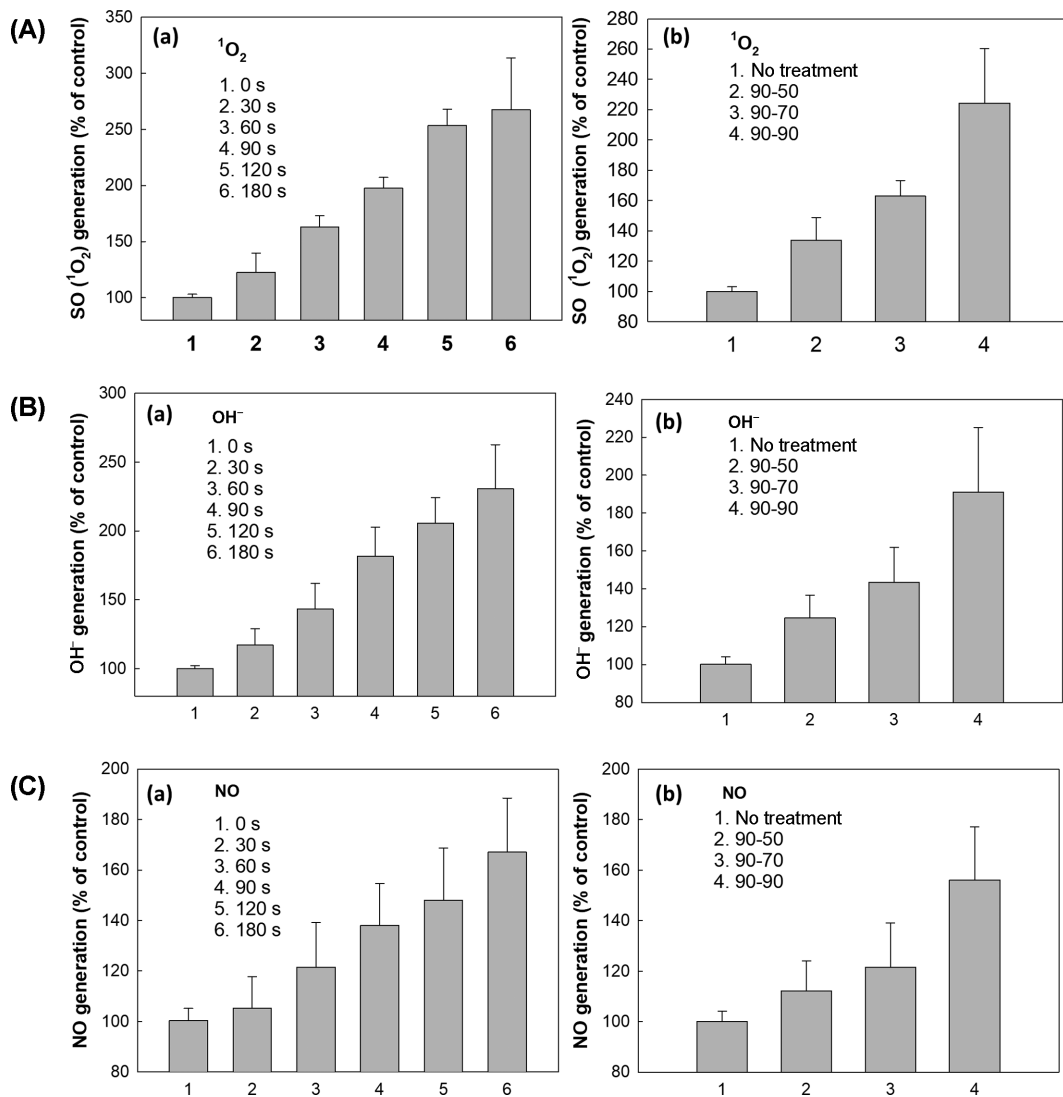 (A)
(a)
¹O₂
1. 0 s
2. 30 s
3. 60 s
4. 90 s
5. 120 s
6. 180 s
SO (¹O₂) generation (% of control)
350
300
250
200
150
100
1 2 3 4 5 6
(b)
¹O₂
1. No treatment
2. 90-50
3. 90-70
4. 90-90
SO (¹O₂) generation (% of control)
280
260
240
220
200
180
160
140
120
100
80
1 2 3 4
(B)
(a)
OH⁻
1. 0 s
2. 30 s
3. 60 s
4. 90 s
5. 120 s
6. 180 s
OH⁻ generation (% of control)
300
250
200
150
100
1 2 3 4 5 6
(b)
OH⁻
1. No treatment
2. 90-50
3. 90-70
4. 90-90
OH⁻ generation (% of control)
240
220
200
180
160
140
120
100
80
1 2 3 4
(C)
(a)
NO
1. 0 s
2. 30 s
3. 60 s
4. 90 s
5. 120 s
6. 180 s
NO generation (% of control)
200
180
160
140
120
100
80
1 2 3 4 5 6
(b)
NO
1. No treatment
2. 90-50
3. 90-70
4. 90-90
NO generation (% of control)
200
180
160
140
120
100
80
1 2 3 4